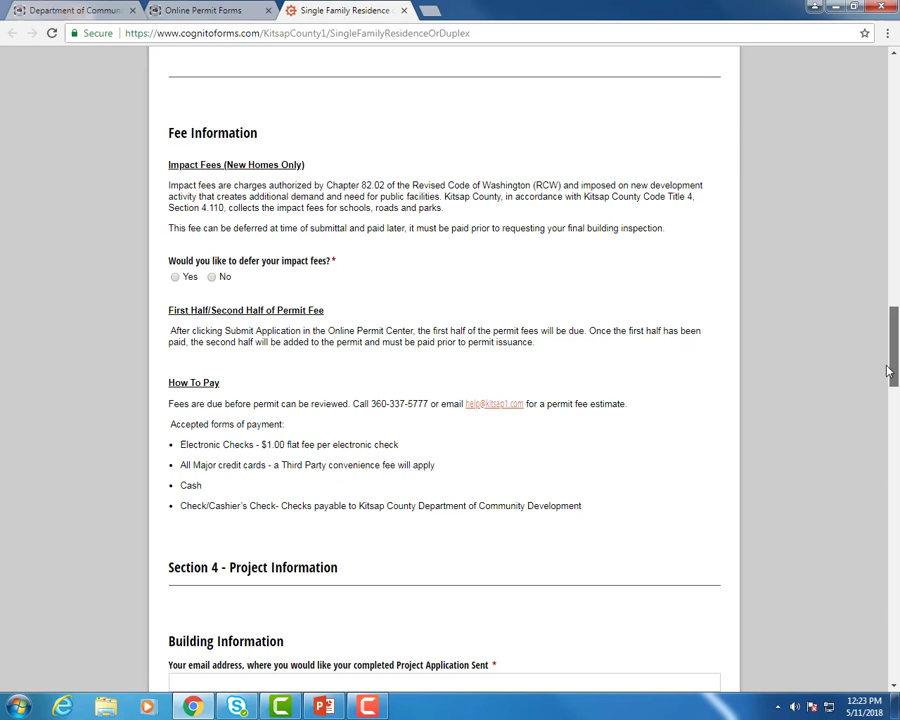 Department of Commun
Online Permit Forms
Single Family Residence
Secure
https://www.cognitoforms.com/KitsapCounty1/SingleFamilyResidenceOrDuplex
Fee Information
Impact Fees (New Homes Only)
Impact fees are charges authorized by Chapter 82.02 of the Revised Code of Washington (RCW) and imposed on new development
activity that creates additional demand and need for public facilities. Kitsap County, in accordance with Kitsap County Code Title 4,
Section 4.110, collects the impact fees for schools, roads and parks.
This fee can be deferred at time of submittal and paid later, it must be paid prior to requesting your final building inspection.
Would you like to defer your impact fees? *
Yes No
First Half/Second Half of Permit Fee
After clicking Submit Application in the Online Permit Center, the first half of the permit fees will be due. Once the first half has been
paid, the second half will be added to the permit and must be paid prior to permit issuance.
How To Pay
Fees are due before permit can be reviewed. Call 360-337-5777 or email help@kitsap1.com for a permit fee estimate.
Accepted forms of payment:
• Electronic Checks - $1.00 flat fee per electronic check
• All Major credit cards - a Third Party convenience fee will apply
• Cash
• Check/Cashier's Check- Checks payable to Kitsap County Department of Community Development
Section 4 - Project Information
Building Information
Your email address, where you would like your completed Project Application Sent *
12:23 PM
5/11/2018